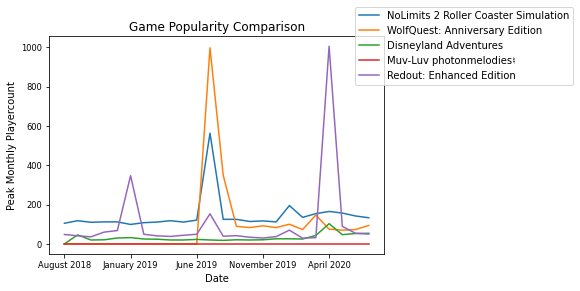 Game Popularity Comparison
NoLimits 2 Roller Coaster Simulation
WolfQuest: Anniversary Edition
Disneyland Adventures
Muv-Luv photonmelodies♮
Redout: Enhanced Edition
Peak Monthly Playercount
1000
800
600
400
200
0
August 2018
January 2019
June 2019
November 2019
April 2020
Date